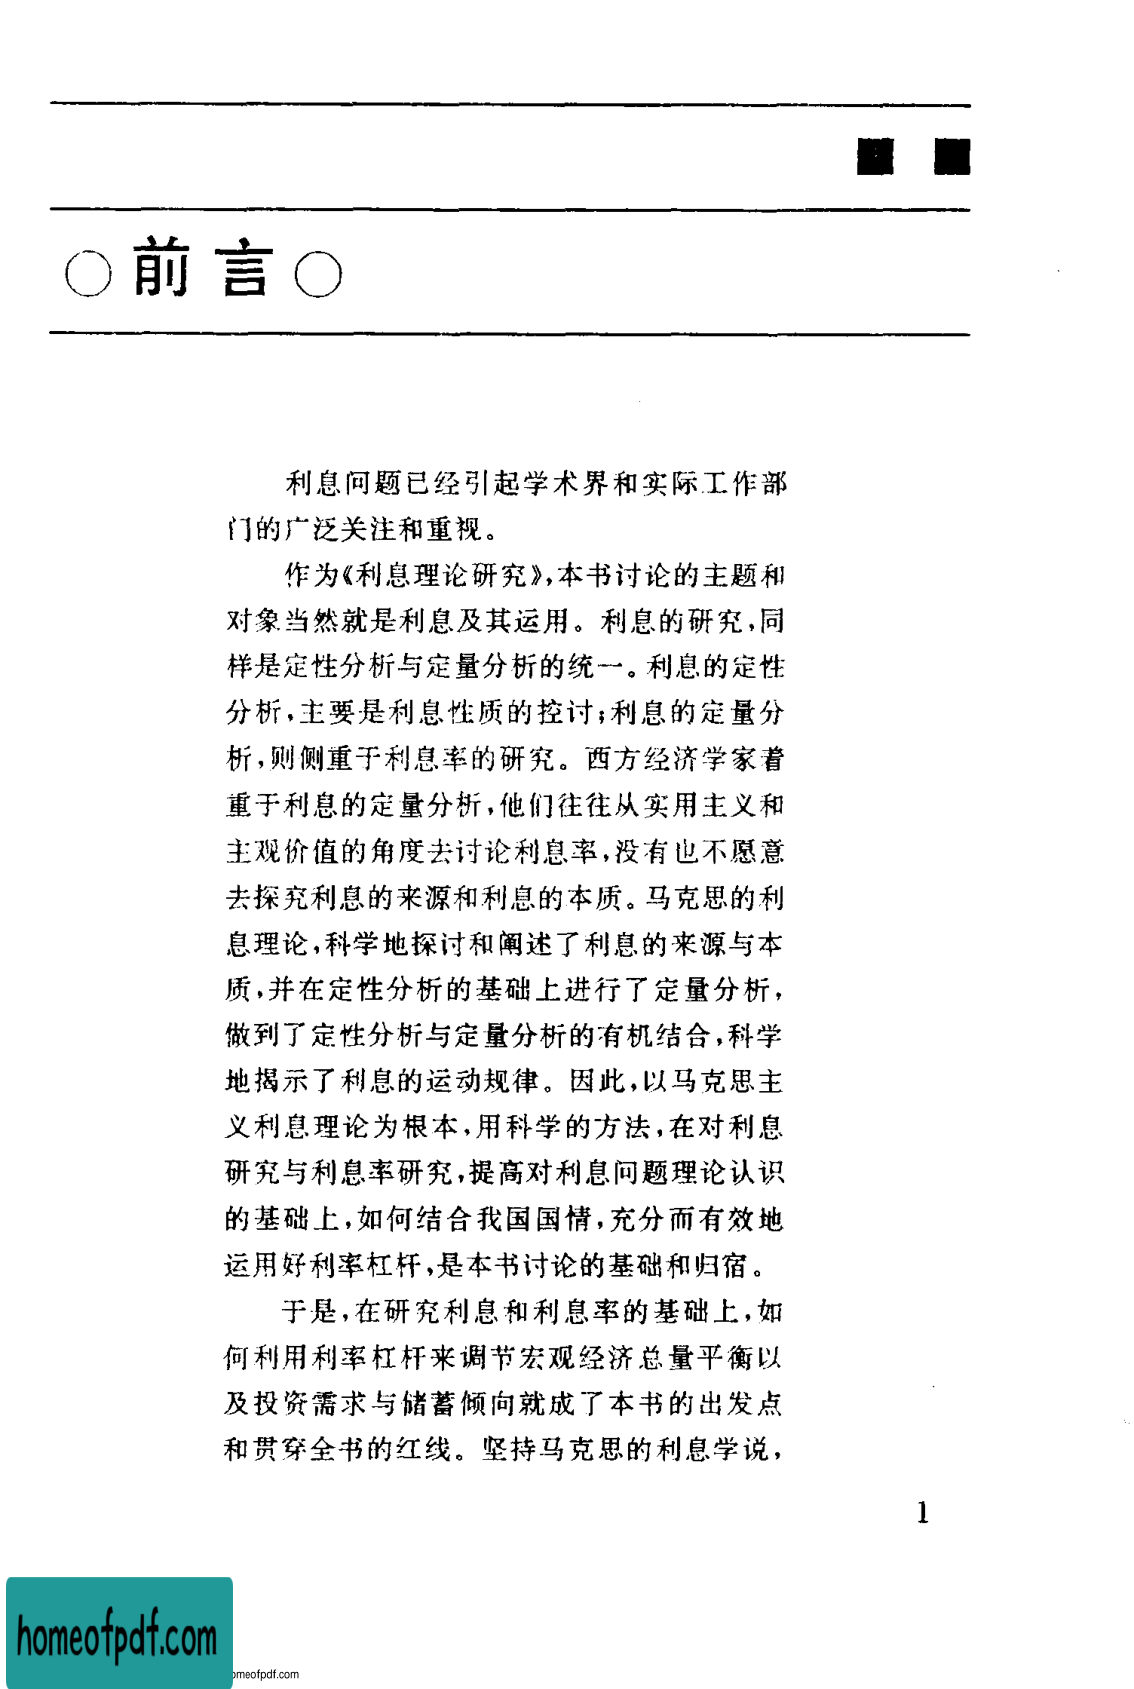 ○前言○
利息问题已经引起学术界和实际工作部
门的广泛关注和重视。
作为《利息理论研究》,本书讨论的主题和
对象当然就是利息及其运用。利息的研究,同
样是定性分析与定量分析的统一。利息的定性
分析,主要是利息性质的控讨;利息的定量分
析,则侧重于利息率的研究。西方经济学家着
重于利息的定量分析,他们往往从实用主义和
主观价值的角度去讨论利息率,没有也不愿意
去探究利息的来源和利息的本质。马克思的利
息理论,科学地探讨和阐述了利息的来源与本
质,并在定性分析的基础上进行了定量分析,
做到了定性分析与定量分析的有机结合,科学
地揭示了利息的运动规律。因此,以马克思主
义利息理论为根本,用科学的方法,在对利息
研究与利息率研究,提高对利息问题理论认识
的基础上,如何结合我国国情,充分而有效地
运用好利率杠杆,是本书讨论的基础和归宿。
于是,在研究利息和利息率的基础上,如
何利用利率杠杆来调节宏观经济总量平衡以
及投资需求与储蓄倾向就成了本书的出发点
和贯穿全书的红线。坚持马克思的利息学说,
1
homeofpdf.com
omeofpdf.com